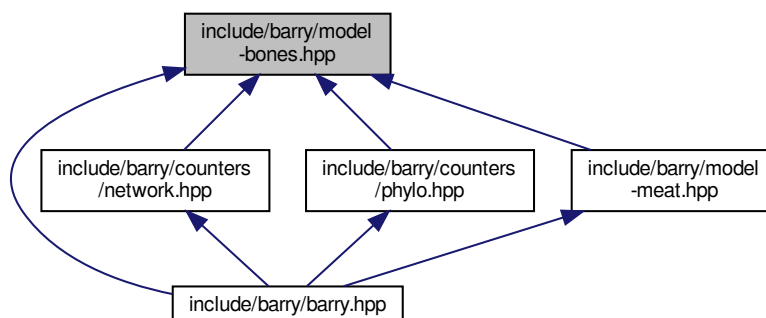 include/barry/model
-bones.hpp
include/barry/counters
/network.hpp
include/barry/counters
/phylo.hpp
include/barry/model
-meat.hpp
include/barry/barry.hpp